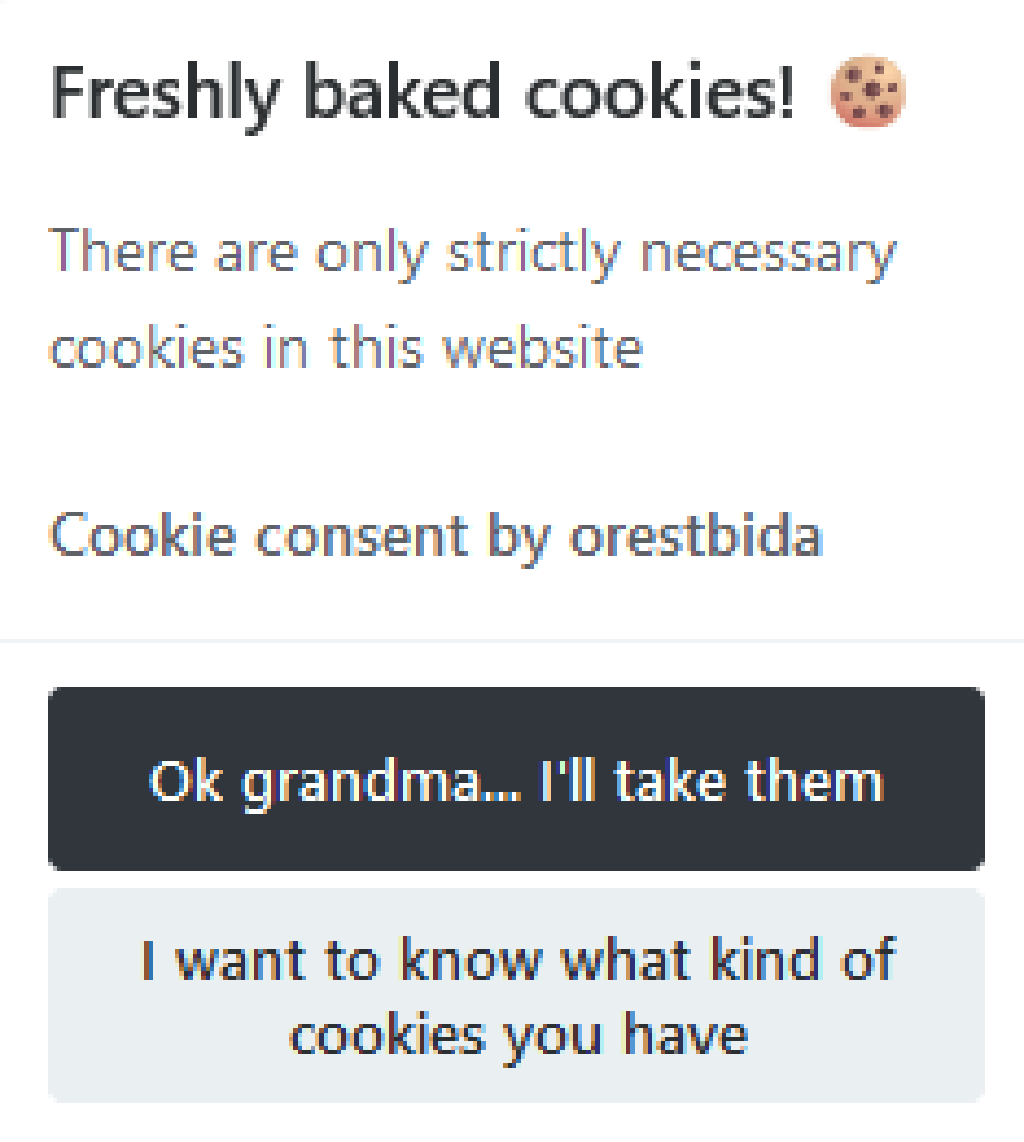 Freshly baked cookies! 🍪
There are only strictly necessary
cookies in this website
Cookie consent by orestbida
Ok grandma... I'll take them
I want to know what kind of
cookies you have